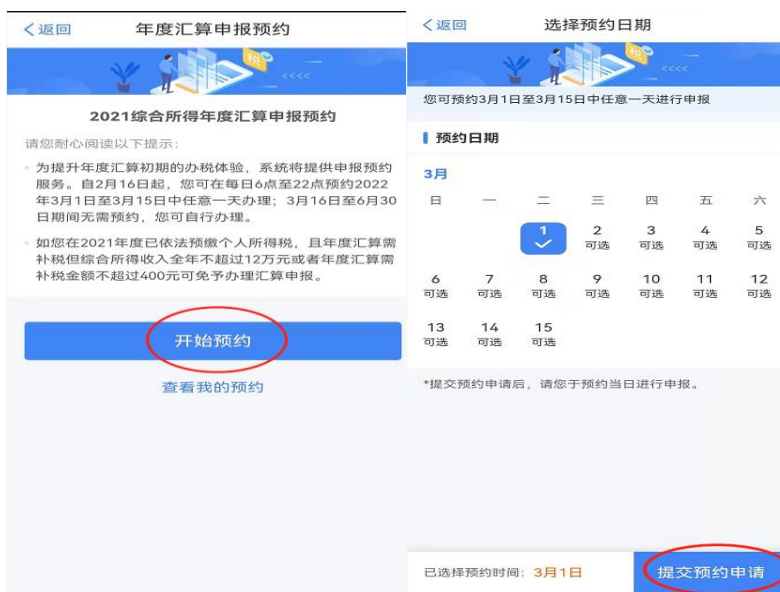 返回
年度汇算申报预约
税
<<<<
2021综合所得年度汇算申报预约
请您耐心阅读以下提示:
为提升年度汇算初期的办税体验，系统将提供申报预约
服务。自2月16日起，您可在每日6点至22点预约2022
年3月1日至3月15日中任意一天办理；3月16日至6月30
日期间无需预约，您可自行办理。
如您在2021年度已依法预缴个人所得税，且年度汇算需
补税但综合所得收入全年不超过12万元或者年度汇算需
补税金额不超过400元可免予办理汇算申报。
开始预约
查看我的预约
返回
选择预约日期
税
<<<<
您可预约3月1日至3月15日中任意一天进行申报
预约日期
3月
日 一 二 三 四 五 六
1 2 3 4 5
可选 可选 可选 可选
6 7 8 9 10 11 12
可选 可选 可选 可选 可选 可选 可选
13 14 15
可选 可选 可选
*提交预约申请后，请您于预约当日进行申报。
已选择预约时间: 3月1日
提交预约申请